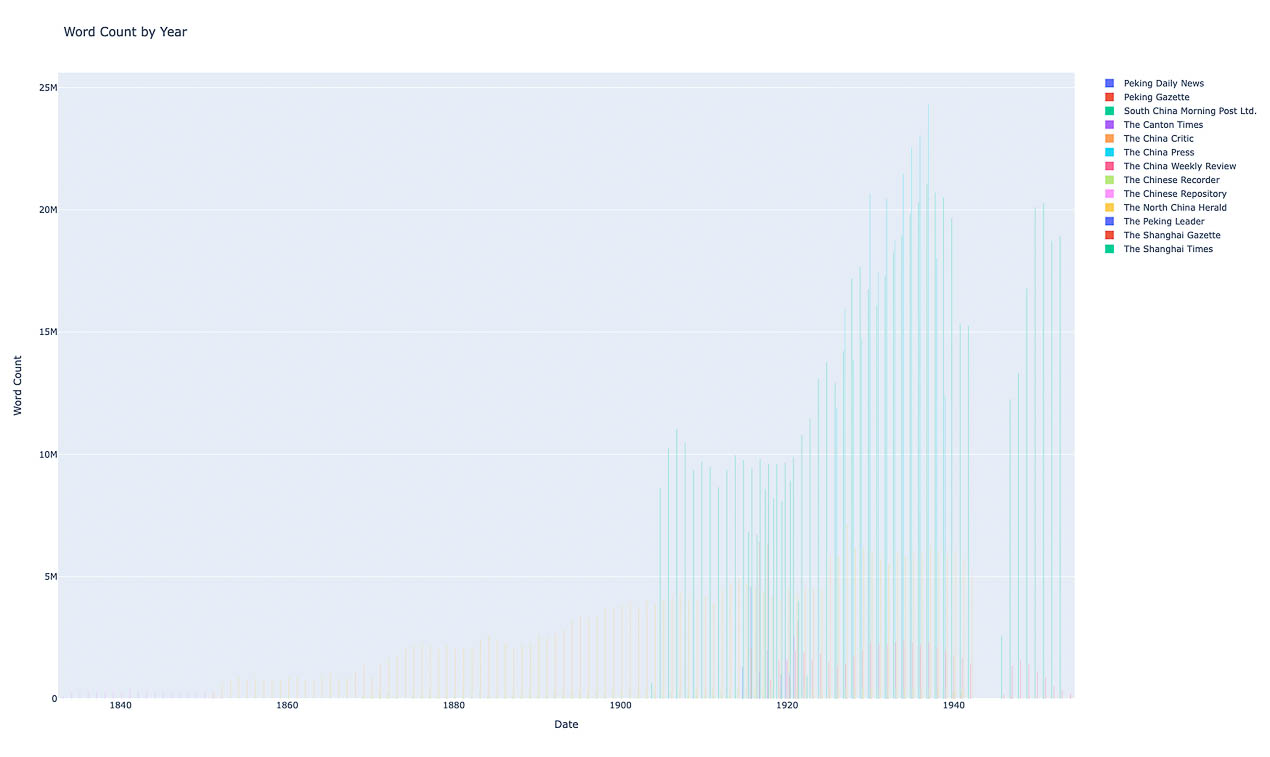 Word Count by Year
25M
20M
15M
10M
5M
0
Word Count
1840
1860
1880
1900
1920
1940
Date
Peking Daily News
Peking Gazette
South China Morning Post Ltd.
The Canton Times
The China Critic
The China Press
The China Weekly Review
The Chinese Recorder
The Chinese Repository
The North China Herald
The Peking Leader
The Shanghai Gazette
The Shanghai Times